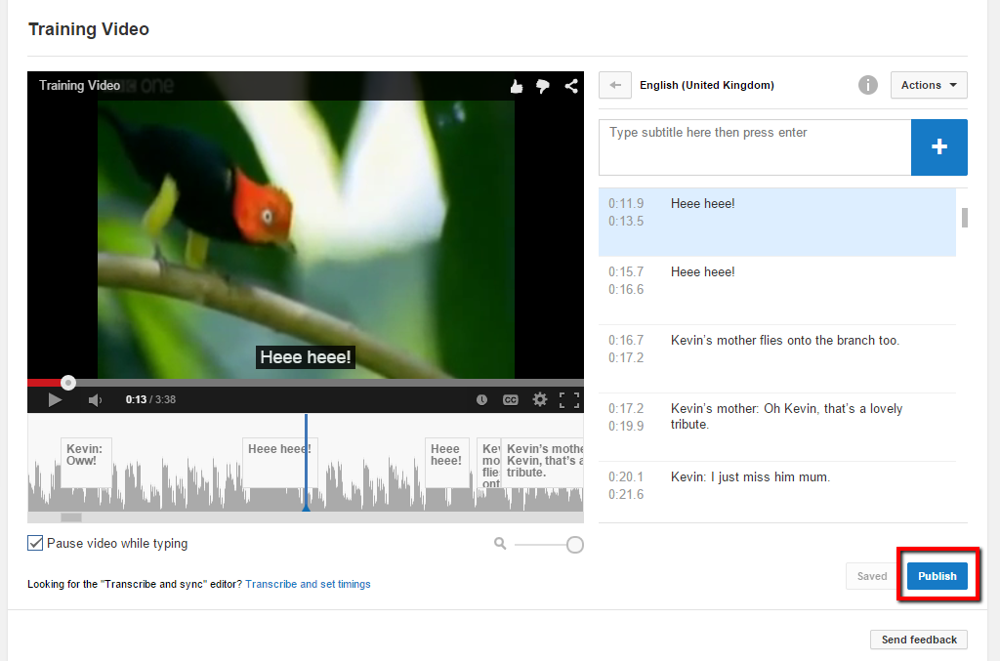 Training Video
Training Video
one
English (United Kingdom)
i
Actions
Type subtitle here then press enter
+
0:11.9 Heee heee!
0:13.5
0:15.7 Heee heee!
0:16.6
0:16.7 Kevin's mother flies onto the branch too.
0:17.2
0:17.2 Kevin's mother: Oh Kevin, that's a lovely
0:19.9 tribute.
0:20.1 Kevin: I just miss him mum.
0:21.6
Heee heee!
0:13 / 3:38
CC
Kevin:
Oww!
Heee heee!
Heee
heee!
Kev
mo
flie
ont
Kevin's mothe
Kevin, that's a
tribute.
Pause video while typing
Looking for the "Transcribe and sync" editor? Transcribe and set timings
Saved
Publish
Send feedback